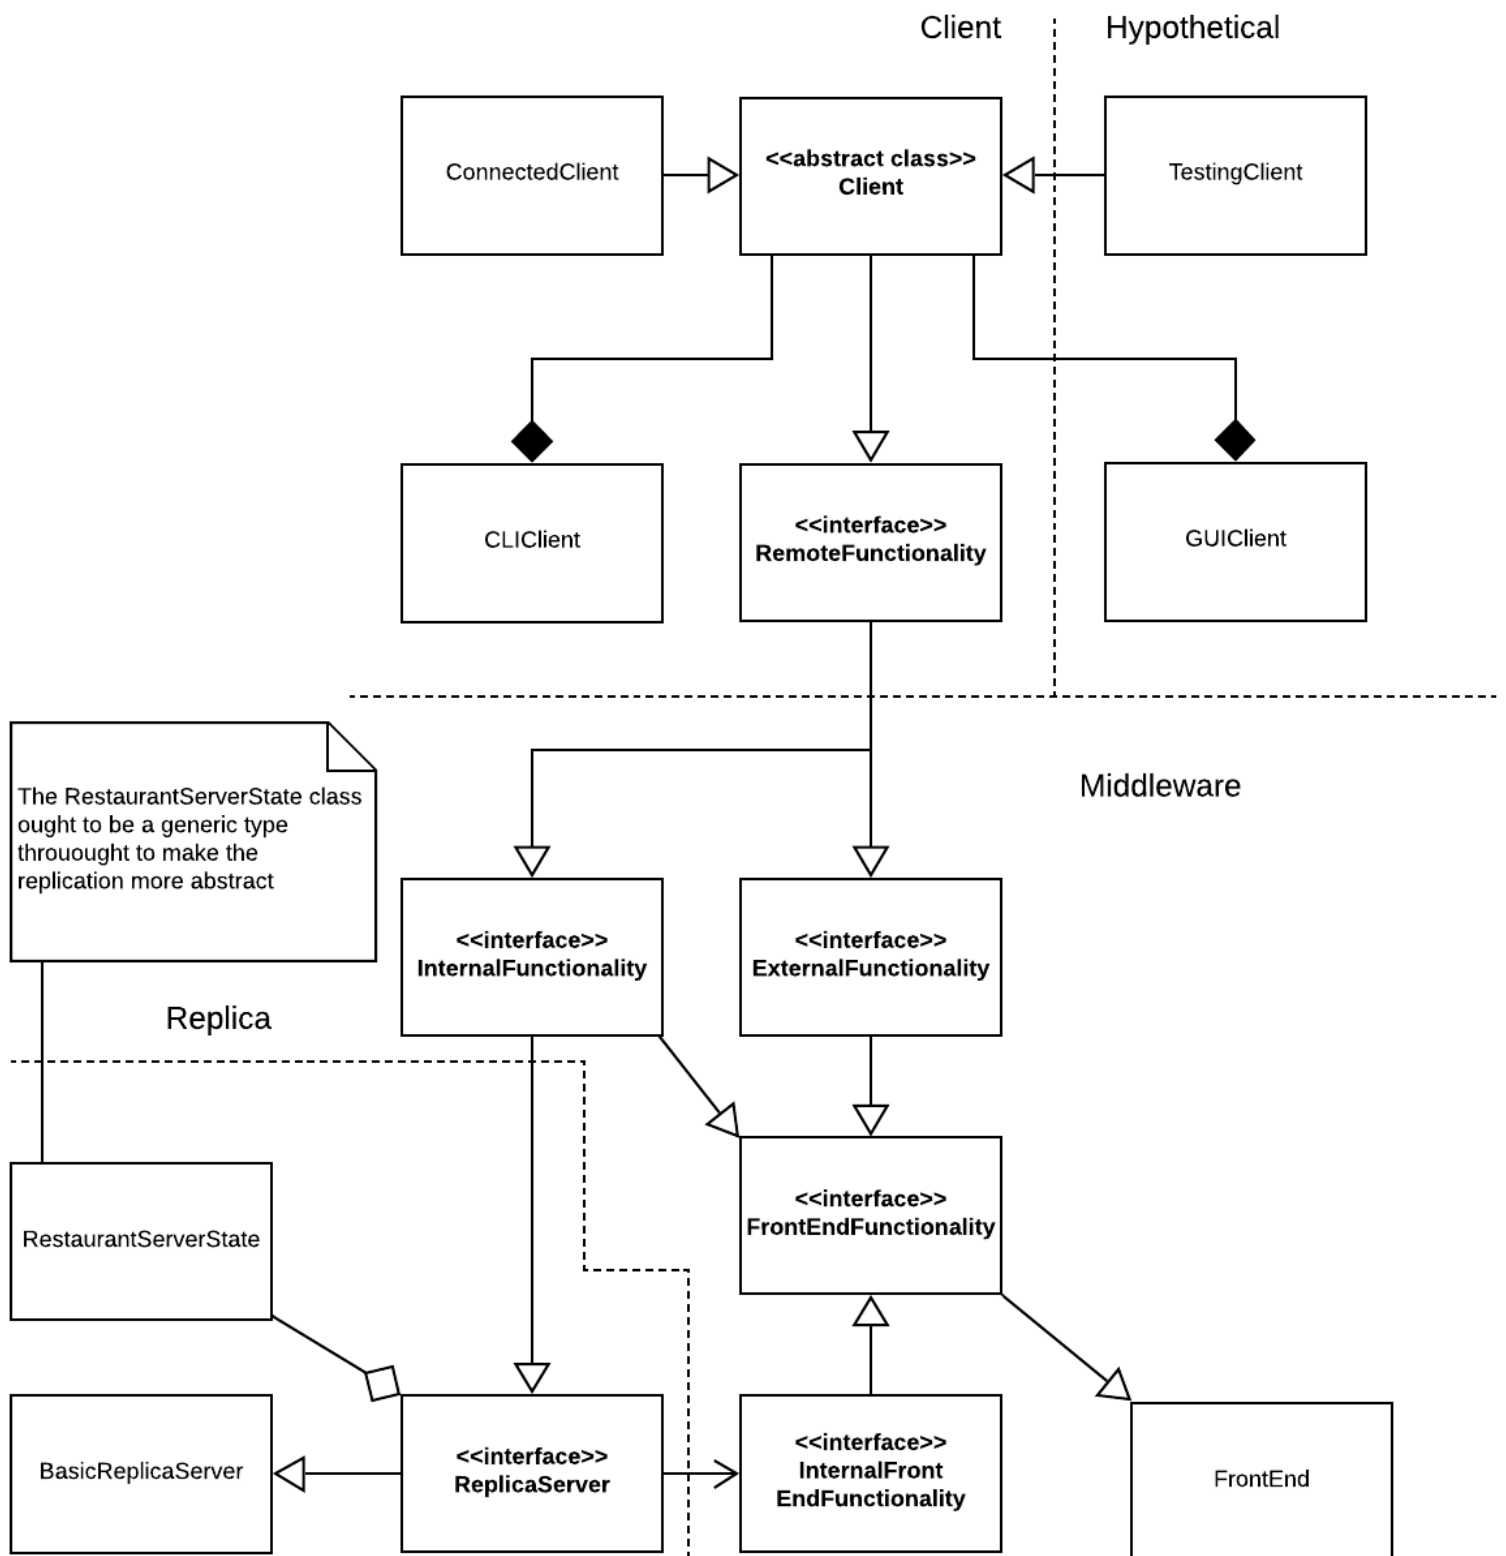 Client
Hypothetical
ConnectedClient
<<abstract class>>
Client
TestingClient
CLIClient
<<interface>>
RemoteFunctionality
GUIClient
Middleware
The RestaurantServerState class
ought to be a generic type
throuought to make the
replication more abstract
<<interface>>
InternalFunctionality
<<interface>>
ExternalFunctionality
Replica
RestaurantServerState
<<interface>>
FrontEndFunctionality
BasicReplicaServer
<<interface>>
ReplicaServer
<<interface>>
InternalFront
EndFunctionality
FrontEnd